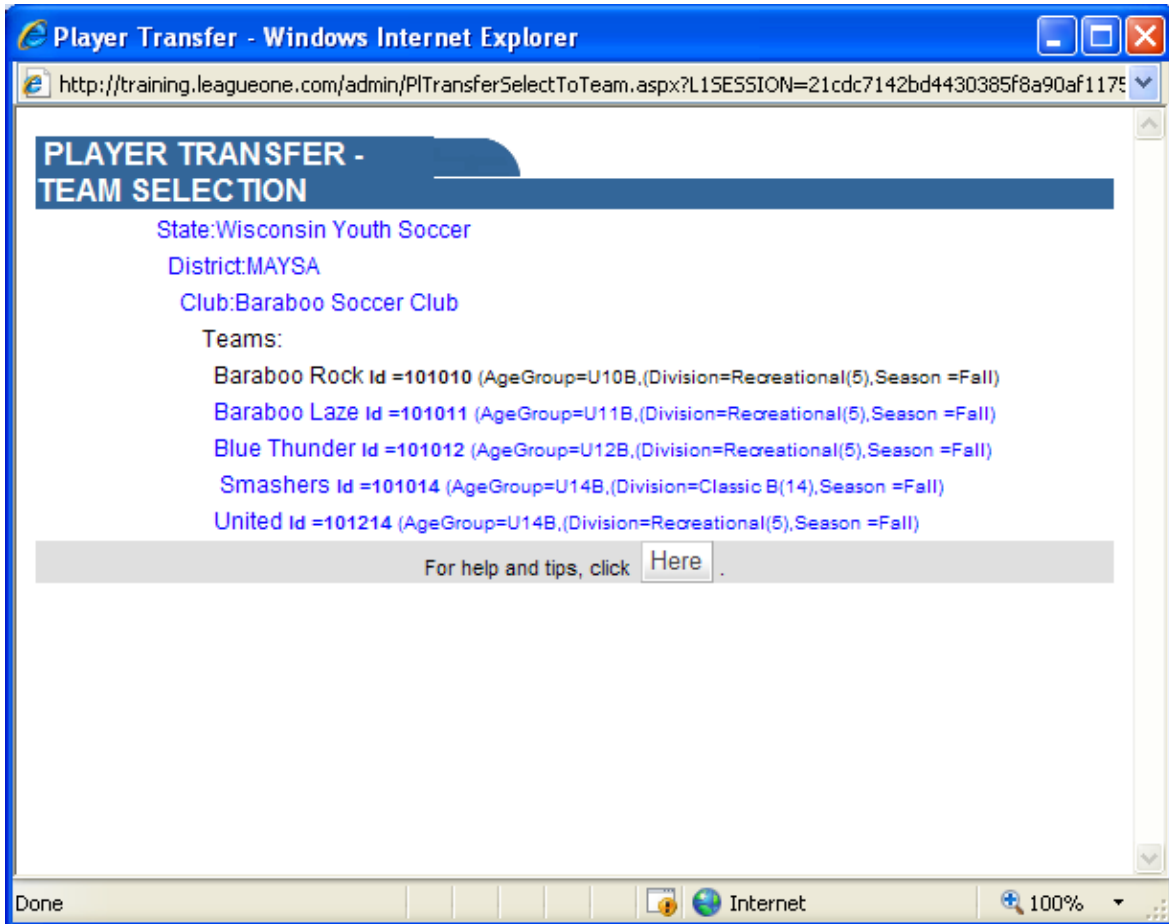 Player Transfer - Windows Internet Explorer
http://training.leagueone.com/admin/PlTransferSelectToTeam.aspx?L1SESSION=21cdc7142bd4430385f8a90af1175
PLAYER TRANSFER -
TEAM SELECTION
State:Wisconsin Youth Soccer
District:MAYSA
Club:Baraboo Soccer Club
Teams:
Baraboo Rock Id =101010 (AgeGroup=U10B,(Division=Recreational(5),Season =Fall)
Baraboo Laze Id =101011 (AgeGroup=U11B,(Division=Recreational(5),Season =Fall)
Blue Thunder Id =101012 (AgeGroup=U12B,(Division=Recreational(5),Season =Fall)
Smashers Id =101014 (AgeGroup=U14B,(Division=Classic B(14),Season =Fall)
United Id =101214 (AgeGroup=U14B,(Division=Recreational(5),Season =Fall)
For help and tips, click Here .
Done Internet 100%